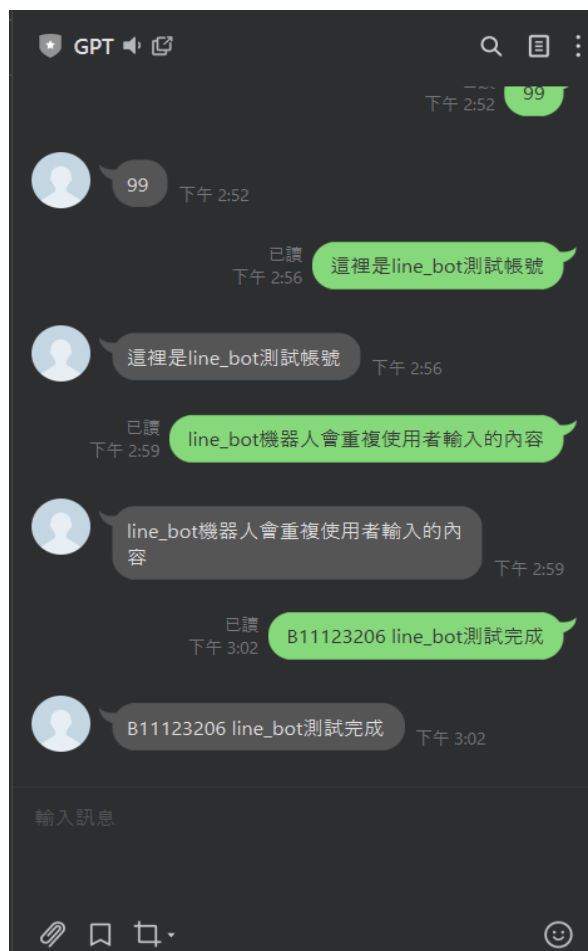 GPT
99
下午 2:52
99
下午 2:52
已讀
下午 2:56
這裡是line_bot測試帳號
這裡是line_bot測試帳號
下午 2:56
已讀
下午 2:59
line_bot機器人會重複使用者輸入的內容
line_bot機器人會重複使用者輸入的內
容
下午 2:59
已讀
下午 3:02
B11123206 line_bot測試完成
B11123206 line_bot測試完成
下午 3:02
輸入訊息